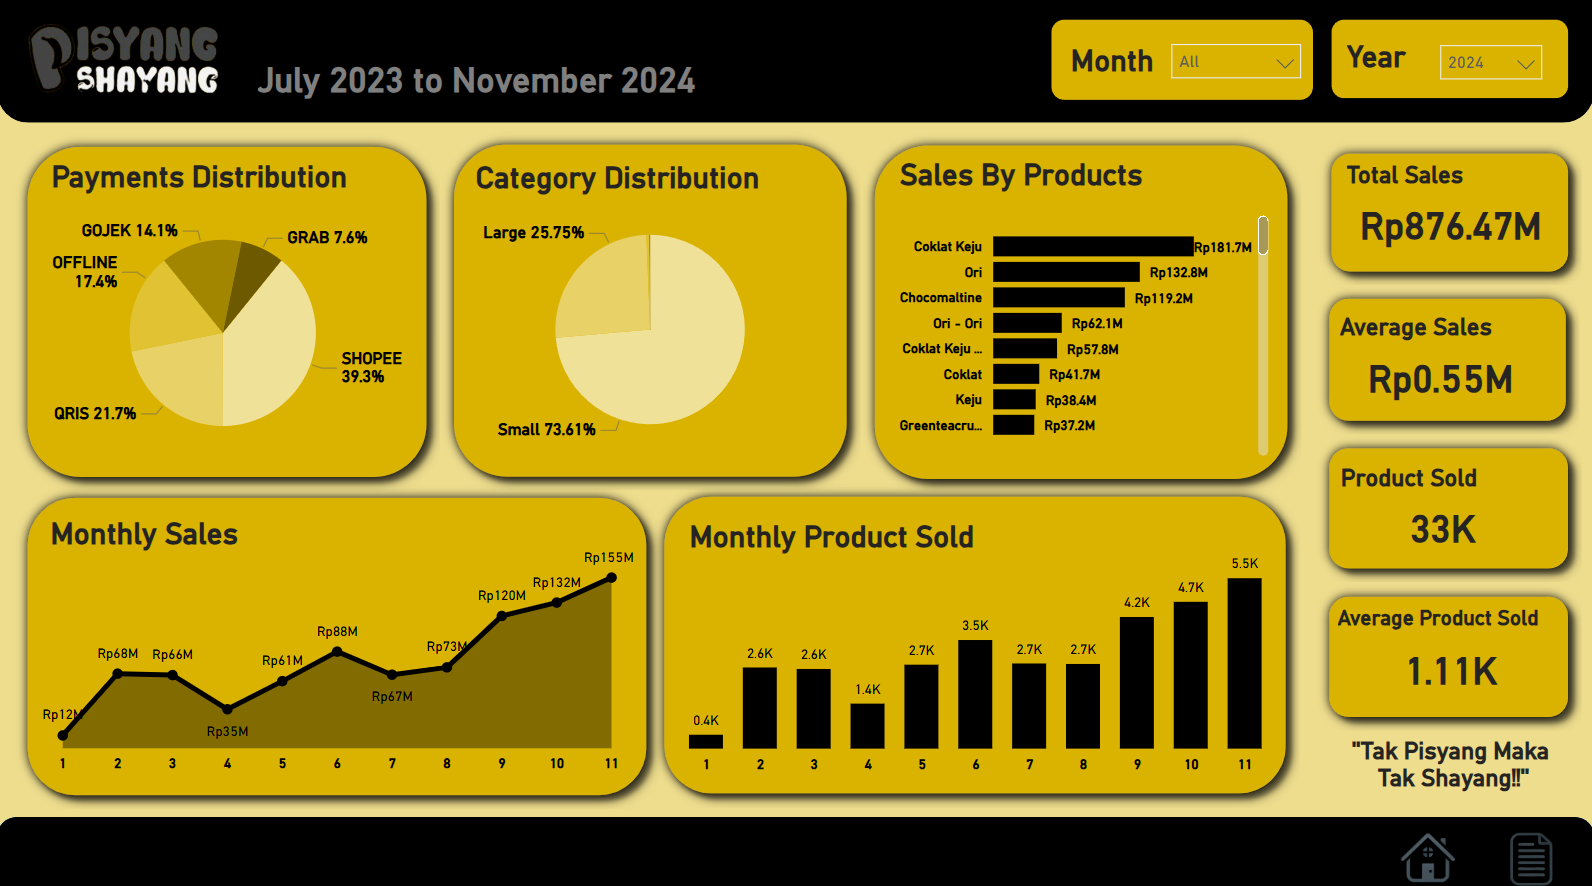 PISYANG
SHAYANG
July 2023 to November 2024
Month
All
Year
2024
Payments Distribution
GOJEK 14.1%
GRAB 7.6%
OFFLINE
17.4%
SHOPEE
39.3%
QRIS 21.7%
Category Distribution
Large 25.75%
Small 73.61%
Sales By Products
Coklat Keju
Rp181.7M
Ori
Rp132.8M
Chocomaltine
Rp119.2M
Ori - Ori
Rp62.1M
Coklat Keju ...
Rp57.8M
Coklat
Rp41.7M
Keju
Rp38.4M
Greenteacru...
Rp37.2M
Total Sales
Rp876.47M
Average Sales
Rp0.55M
Product Sold
33K
Average Product Sold
1.11K
"Tak Pisyang Maka
Tak Shayang!!"
Monthly Sales
Rp12M
Rp68M
Rp66M
Rp35M
Rp61M
Rp88M
Rp67M
Rp73M
Rp120M
Rp132M
Rp155M
1 2 3 4 5 6 7 8 9 10 11
Monthly Product Sold
0.4K
2.6K
2.6K
1.4K
2.7K
3.5K
2.7K
2.7K
4.2K
4.7K
5.5K
1 2 3 4 5 6 7 8 9 10 11